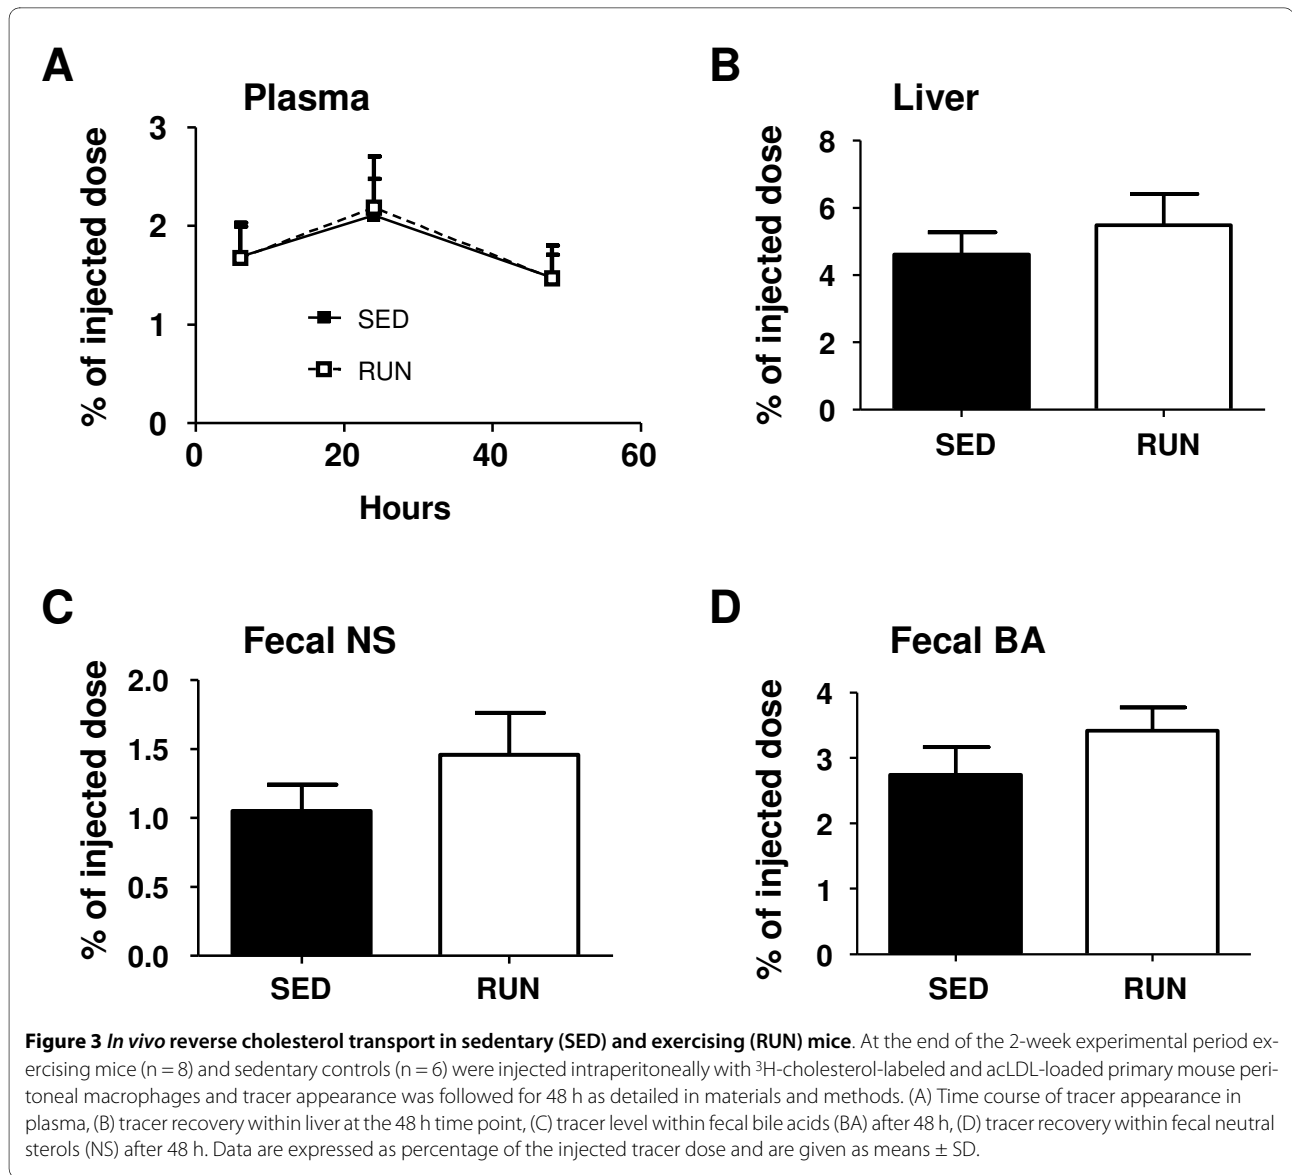 A
Plasma
% of injected dose
3
2
1
0
0 20 40 60
Hours
SED
RUN
B
Liver
% of injected dose
8
6
4
2
0
SED RUN
C
Fecal NS
% of injected dose
2.0
1.5
1.0
0.5
0.0
SED RUN
D
Fecal BA
% of injected dose
4
3
2
1
0
SED RUN
Figure 3 In vivo reverse cholesterol transport in sedentary (SED) and exercising (RUN) mice. At the end of the 2-week experimental period ex-
ercising mice (n = 8) and sedentary controls (n = 6) were injected intraperitoneally with ³H-cholesterol-labeled and acLDL-loaded primary mouse peri-
toneal macrophages and tracer appearance was followed for 48 h as detailed in materials and methods. (A) Time course of tracer appearance in
plasma, (B) tracer recovery within liver at the 48 h time point, (C) tracer level within fecal bile acids (BA) after 48 h, (D) tracer recovery within fecal neutral
sterols (NS) after 48 h. Data are expressed as percentage of the injected tracer dose and are given as means ± SD.